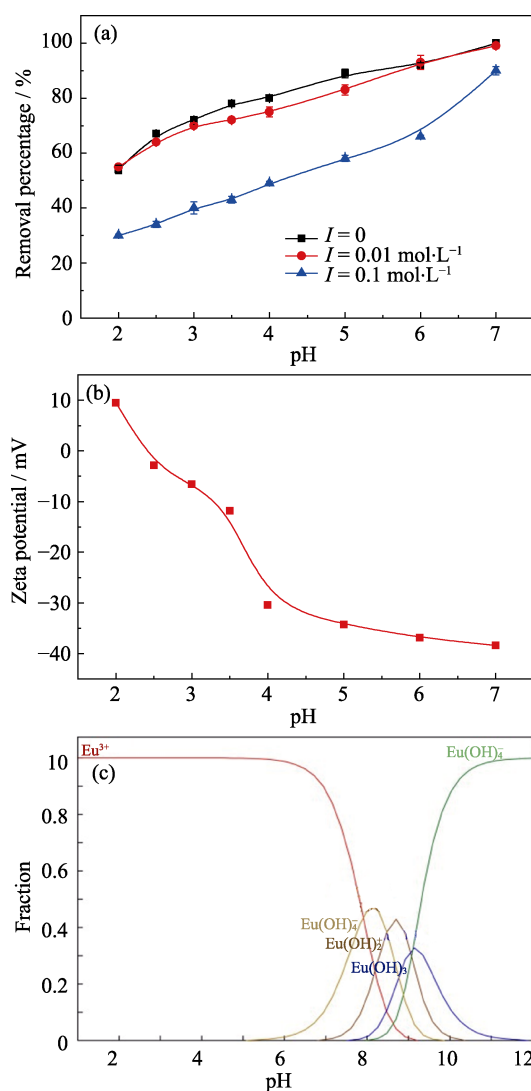 (a)
100
80
60
40
20
0
Removal percentage / %
I = 0
I = 0.01 mol·L⁻¹
I = 0.1 mol·L⁻¹
2 3 4 5 6 7
pH
(b)
10
0
−10
−20
−30
−40
Zeta potential / mV
2 3 4 5 6 7
pH
(c)
Eu³⁺
Eu(OH)₄⁻
1.0
0.8
0.6
0.4
0.2
0
Fraction
Eu(OH)₄⁻
Eu(OH)₂⁺
Eu(OH)₃
2 4 6 8 10 12
pH